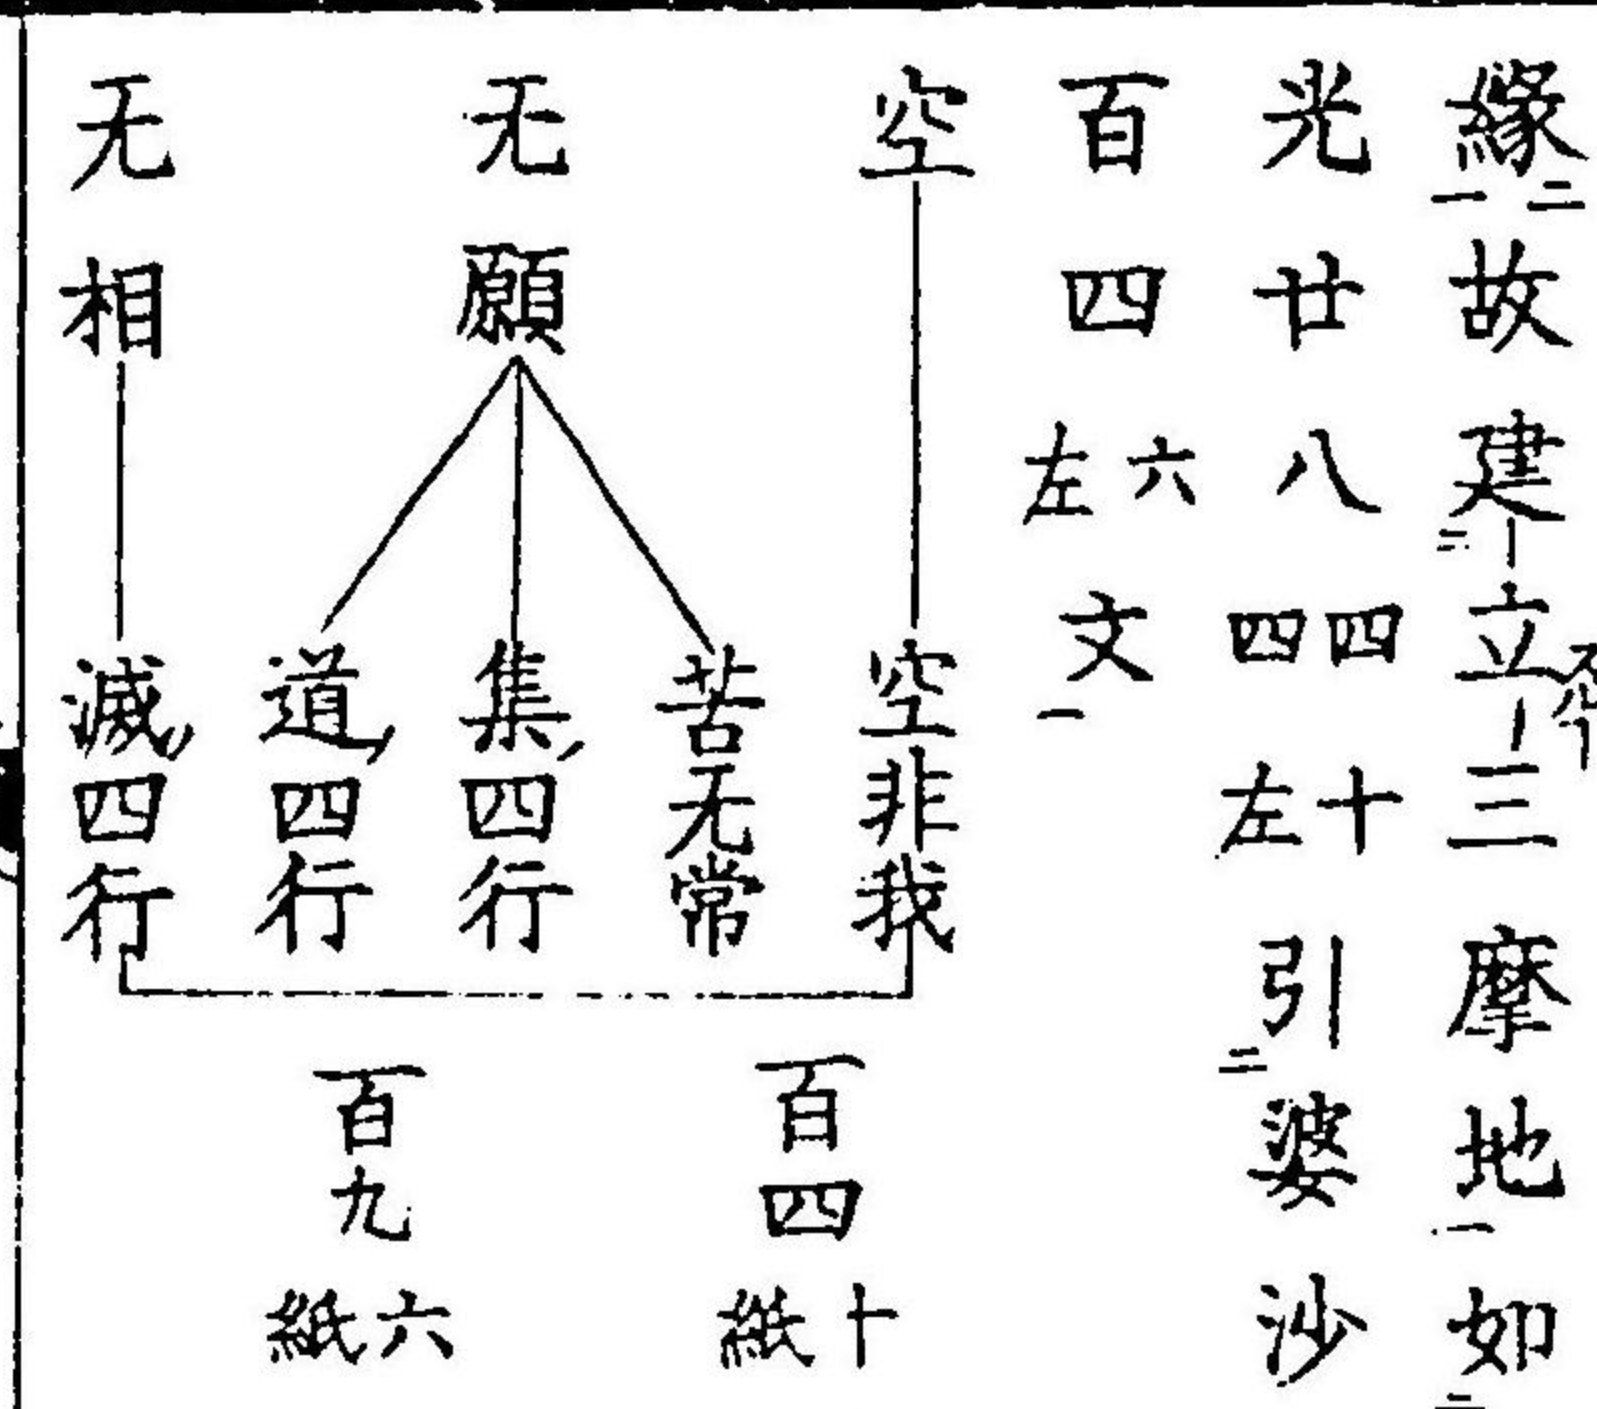 緣故建立三摩地如
光廿八四十四左引婆沙
百四六左文
空
空非我
无願
苦无常
集四行
道四行
无相
滅四行
百四十紙
百九六紙